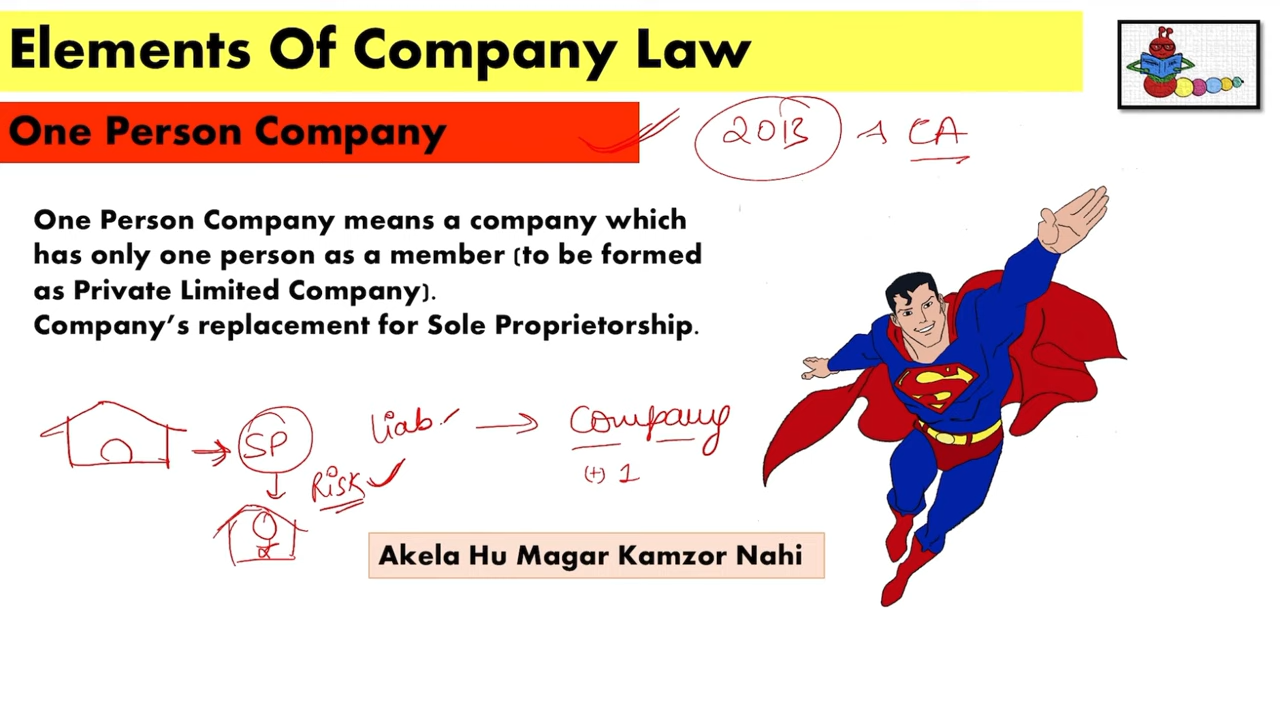 Elements Of Company Law
One Person Company
2013 → CA
One Person Company means a company which
has only one person as a member (to be formed
as Private Limited Company).
Company's replacement for Sole Proprietorship.
SP
Liab. → Company
Risk
(+) 1
Akela Hu Magar Kamzor Nahi